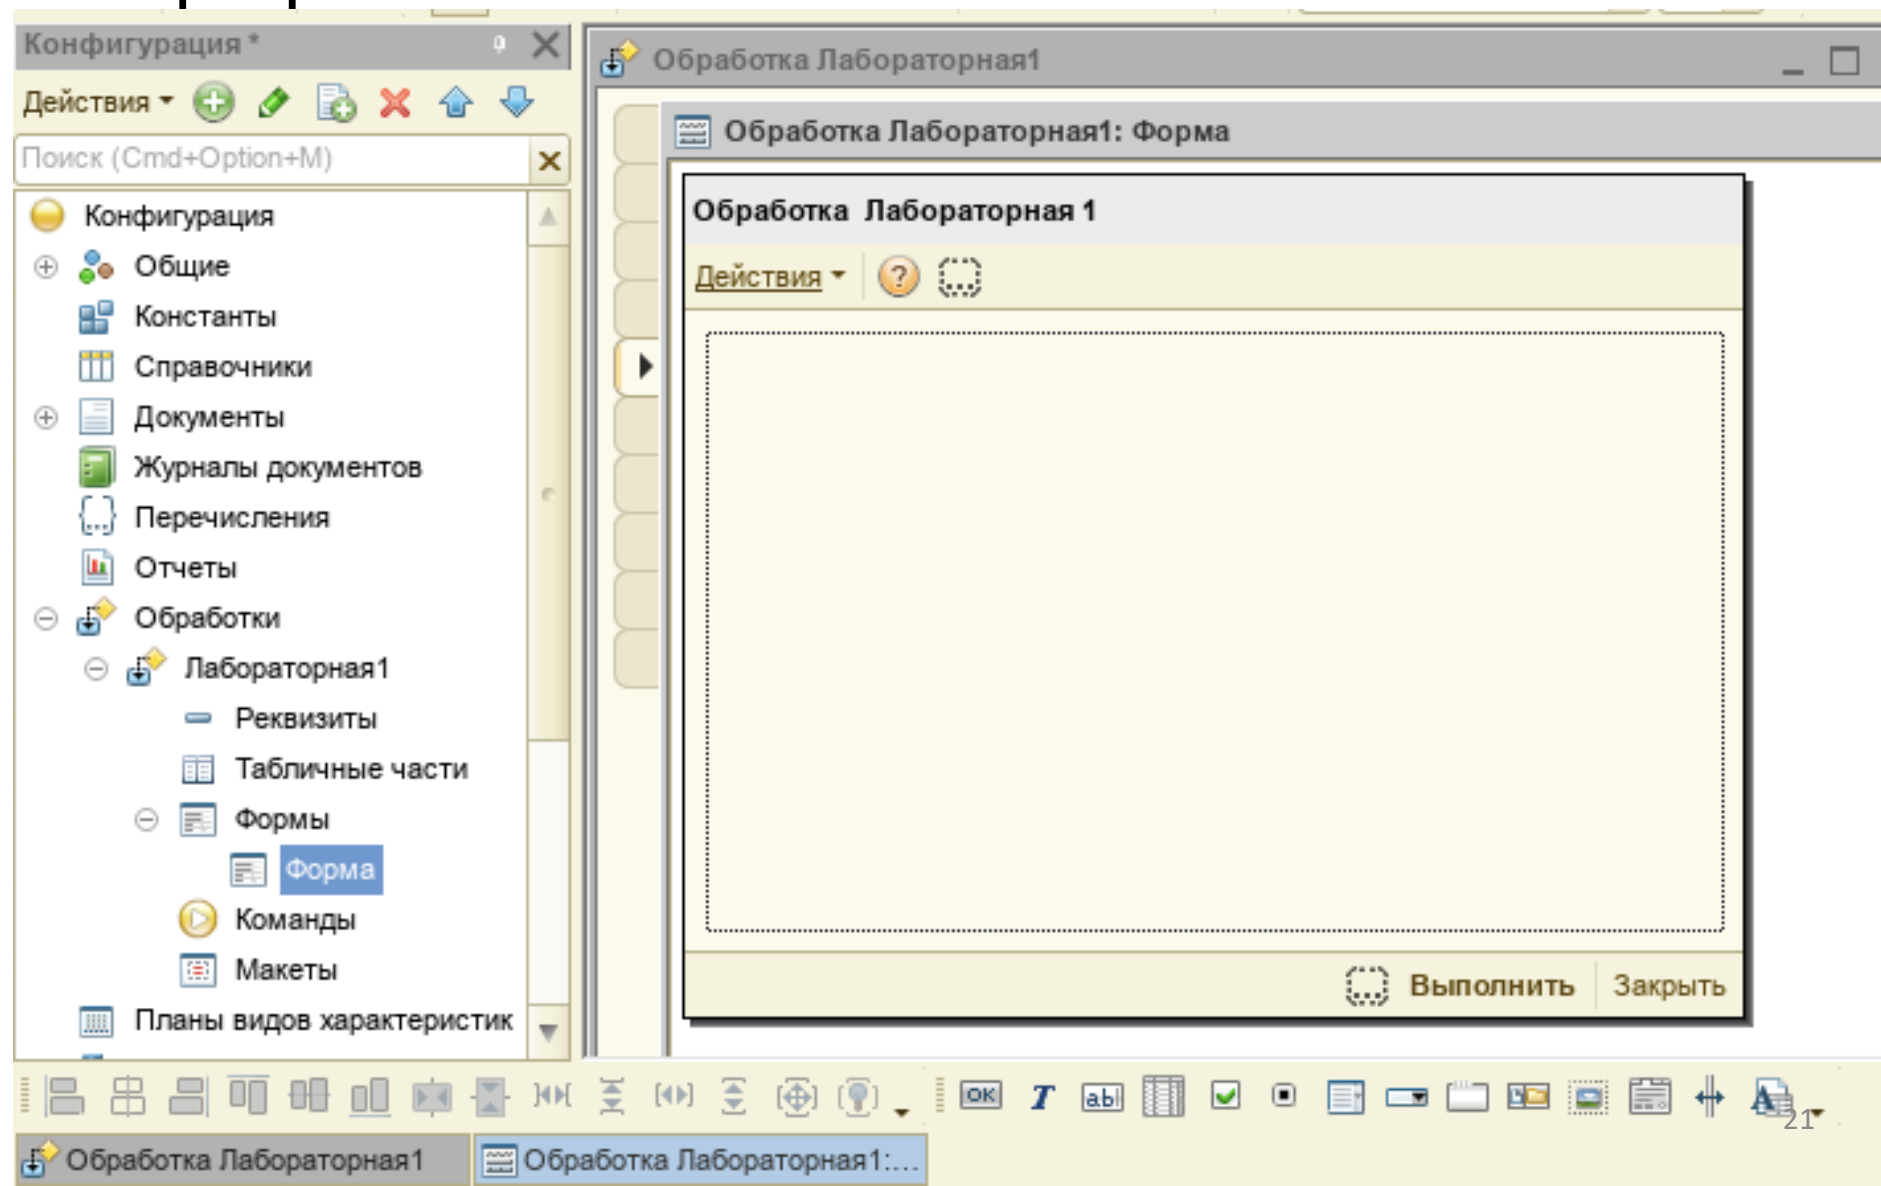 Конфигурация *
Действия
Поиск (Cmd+Option+M)
Конфигурация
Общие
Константы
Справочники
Документы
Журналы документов
Перечисления
Отчеты
Обработки
Лабораторная1
Реквизиты
Табличные части
Формы
Форма
Команды
Макеты
Планы видов характеристик
Обработка Лабораторная1
Обработка Лабораторная1: Форма
Обработка Лабораторная 1
Действия
?
Выполнить
Закрыть
OK
T
ab
A
21
Обработка Лабораторная1
Обработка Лабораторная1:...